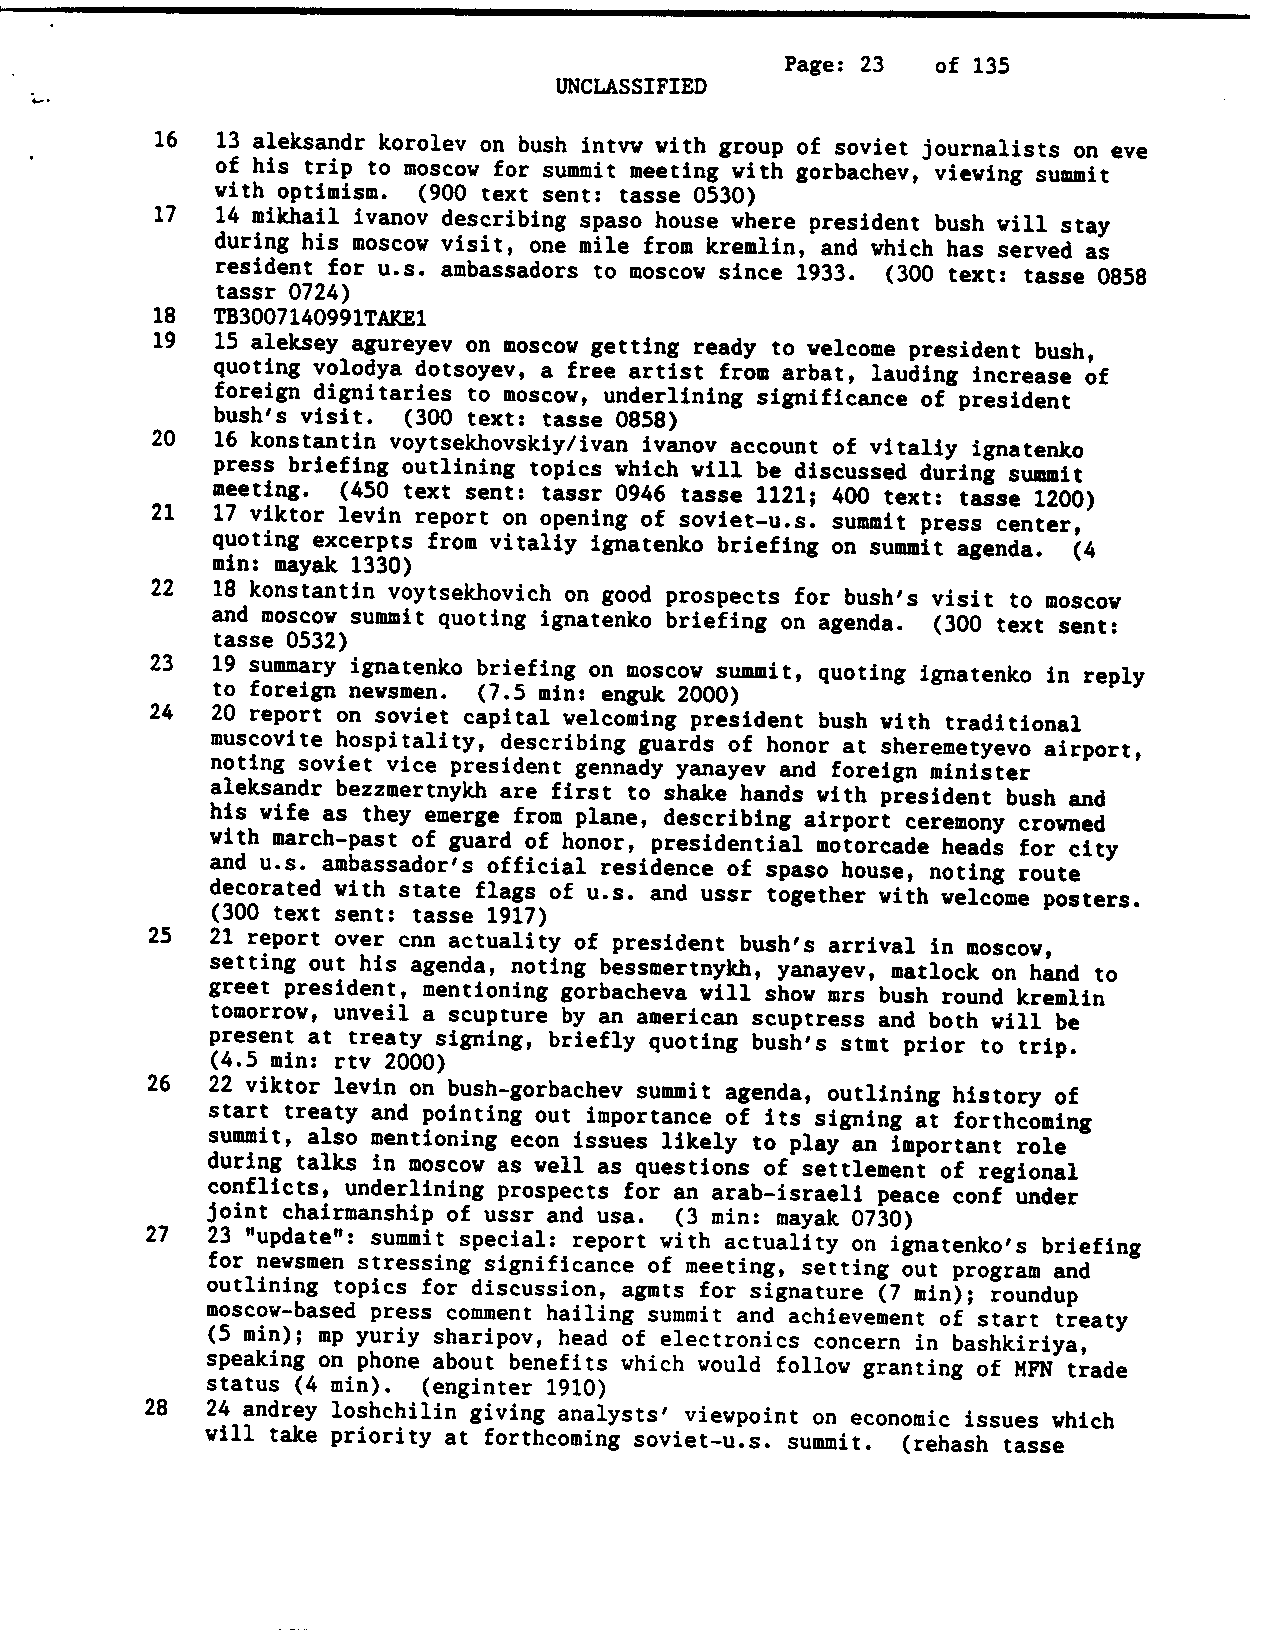 Page: 23 of 135
UNCLASSIFIED
16 13 aleksandr korolev on bush intvw with group of soviet journalists on eve
of his trip to moscow for summit meeting with gorbachev, viewing summit
with optimism. (900 text sent: tasse 0530)
17 14 mikhail ivanov describing spaso house where president bush will stay
during his moscow visit, one mile from kremlin, and which has served as
resident for u.s. ambassadors to moscow since 1933. (300 text: tasse 0858
tassr 0724)
18 TB3007140991TAKE1
19 15 aleksey agureyev on moscow getting ready to welcome president bush,
quoting volodya dotsoyev, a free artist from arbat, lauding increase of
foreign dignitaries to moscow, underlining significance of president
bush's visit. (300 text: tasse 0858)
20 16 konstantin voytsekhovskiy/ivan ivanov account of vitaliy ignatenko
press briefing outlining topics which will be discussed during summit
meeting. (450 text sent: tassr 0946 tasse 1121; 400 text: tasse 1200)
21 17 viktor levin report on opening of soviet-u.s. summit press center,
quoting excerpts from vitaliy ignatenko briefing on summit agenda. (4
min: mayak 1330)
22 18 konstantin voytsekhovich on good prospects for bush's visit to moscow
and moscow summit quoting ignatenko briefing on agenda. (300 text sent:
tasse 0532)
23 19 summary ignatenko briefing on moscow summit, quoting ignatenko in reply
to foreign newsmen. (7.5 min: enguk 2000)
24 20 report on soviet capital welcoming president bush with traditional
muscovite hospitality, describing guards of honor at sheremetyevo airport,
noting soviet vice president gennady yanayev and foreign minister
aleksandr bezzmertnykh are first to shake hands with president bush and
his wife as they emerge from plane, describing airport ceremony crowned
with march-past of guard of honor, presidential motorcade heads for city
and u.s. ambassador's official residence of spaso house, noting route
decorated with state flags of u.s. and ussr together with welcome posters.
(300 text sent: tasse 1917)
25 21 report over cnn actuality of president bush's arrival in moscow,
setting out his agenda, noting bessmertnykh, yanayev, matlock on hand to
greet president, mentioning gorbacheva will show mrs bush round kremlin
tomorrow, unveil a scupture by an american scuptress and both will be
present at treaty signing, briefly quoting bush's stmt prior to trip.
(4.5 min: rtv 2000)
26 22 viktor levin on bush-gorbachev summit agenda, outlining history of
start treaty and pointing out importance of its signing at forthcoming
summit, also mentioning econ issues likely to play an important role
during talks in moscow as well as questions of settlement of regional
conflicts, underlining prospects for an arab-israeli peace conf under
joint chairmanship of ussr and usa. (3 min: mayak 0730)
27 23 "update": summit special: report with actuality on ignatenko's briefing
for newsmen stressing significance of meeting, setting out program and
outlining topics for discussion, agmts for signature (7 min); roundup
moscow-based press comment hailing summit and achievement of start treaty
(5 min); mp yuriy sharipov, head of electronics concern in bashkiriya,
speaking on phone about benefits which would follow granting of MFN trade
status (4 min). (enginter 1910)
28 24 andrey loshchilin giving analysts' viewpoint on economic issues which
will take priority at forthcoming soviet-u.s. summit. (rehash tasse